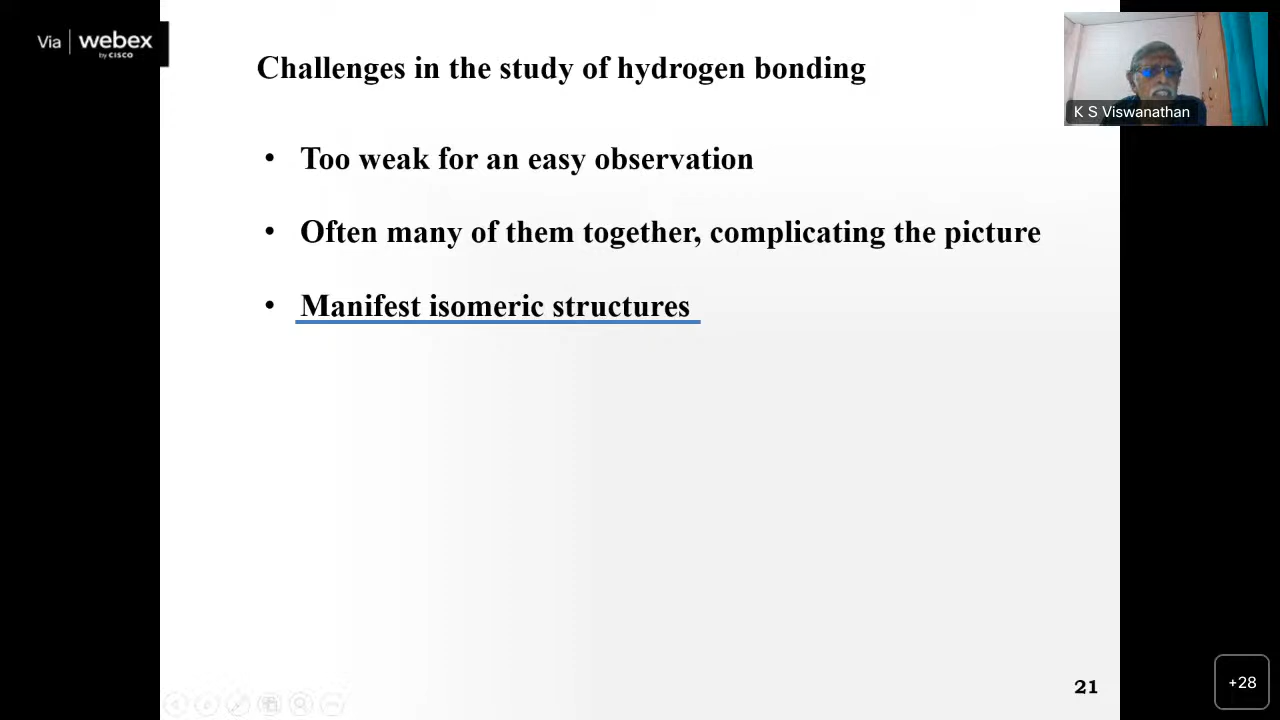 Via webex
by CISCO
Challenges in the study of hydrogen bonding
K S Viswanathan
• Too weak for an easy observation
• Often many of them together, complicating the picture
• Manifest isomeric structures
21
+28